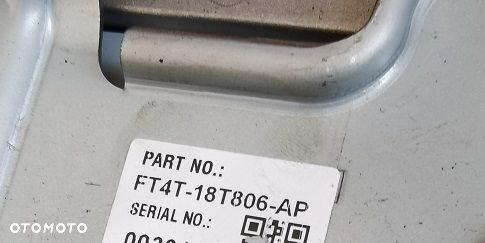 PART NO.:
FT4T-18T806-AP
SERIAL NO.:
OTOMOTO